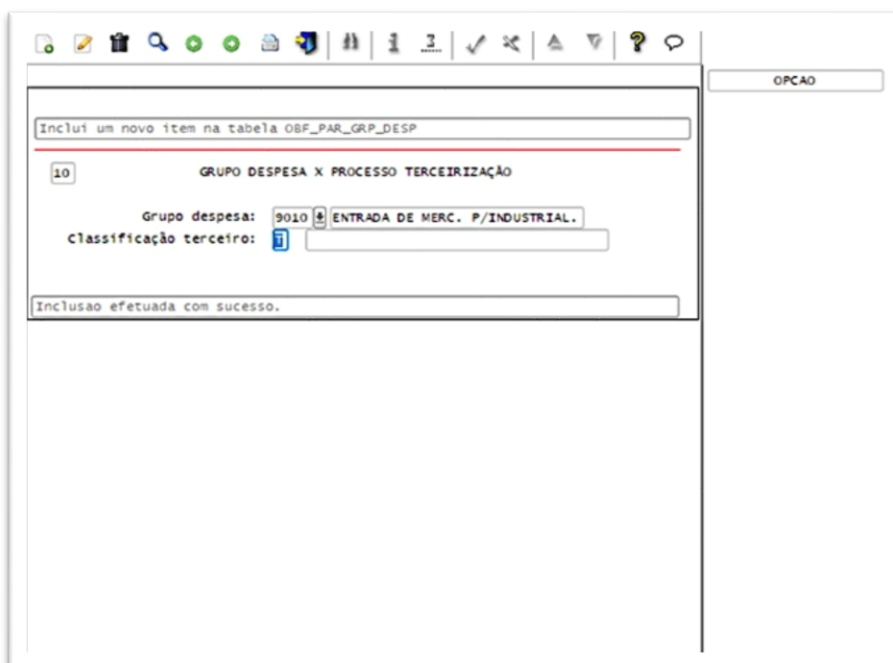 OPCAO
Inclui um novo item na tabela OBF_PAR_GRP_DESP
10 GRUPO DESPESA X PROCESSO TERCEIRIZAÇÃO
Grupo despesa: 9010 ENTRADA DE MERC. P/INDUSTRIAL.
Classificação terceiro: T
Inclusao efetuada com sucesso.